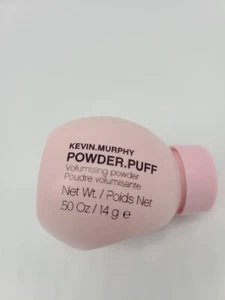 KEVIN.MURPHY
POWDER.PUFF
Volumising powder
Poudre volumisante
Net Wt. / Poids Net
.50 Oz / 14 g e